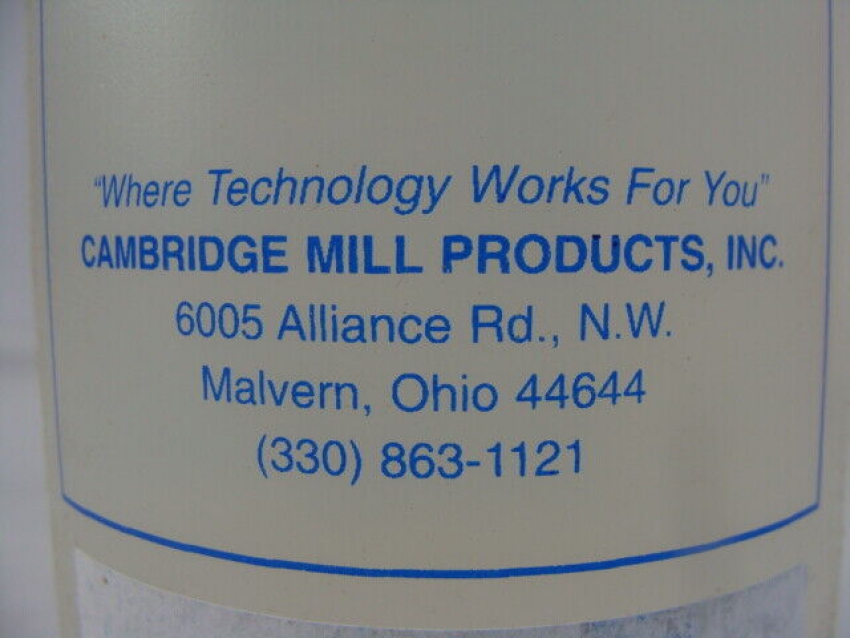 "Where Technology Works For You"
CAMBRIDGE MILL PRODUCTS, INC.
6005 Alliance Rd., N.W.
Malvern, Ohio 44644
(330) 863-1121